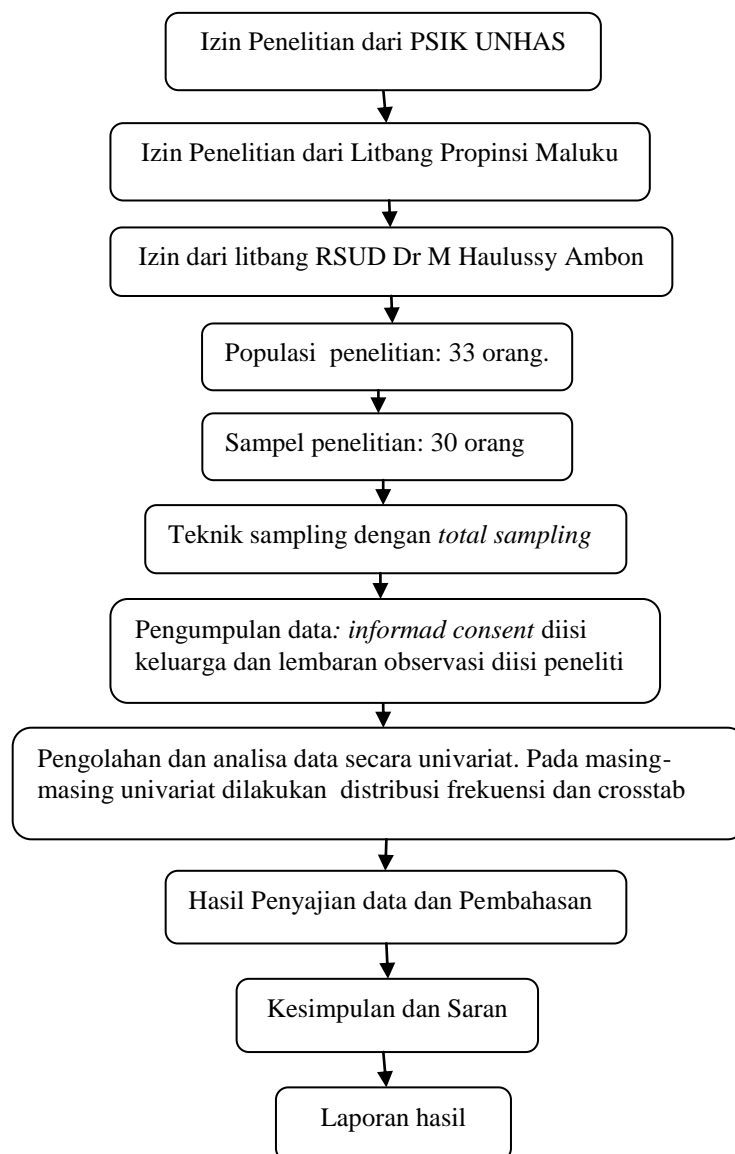 Izin Penelitian dari PSIK UNHAS
Izin Penelitian dari Litbang Propinsi Maluku
Izin dari litbang RSUD Dr M Haulussy Ambon
Populasi penelitian: 33 orang.
Sampel penelitian: 30 orang
Teknik sampling dengan total sampling
Pengumpulan data: informad consent diisi
keluarga dan lembaran observasi diisi peneliti
Pengolahan dan analisa data secara univariat. Pada masing-
masing univariat dilakukan distribusi frekuensi dan crosstab
Hasil Penyajian data dan Pembahasan
Kesimpulan dan Saran
Laporan hasil